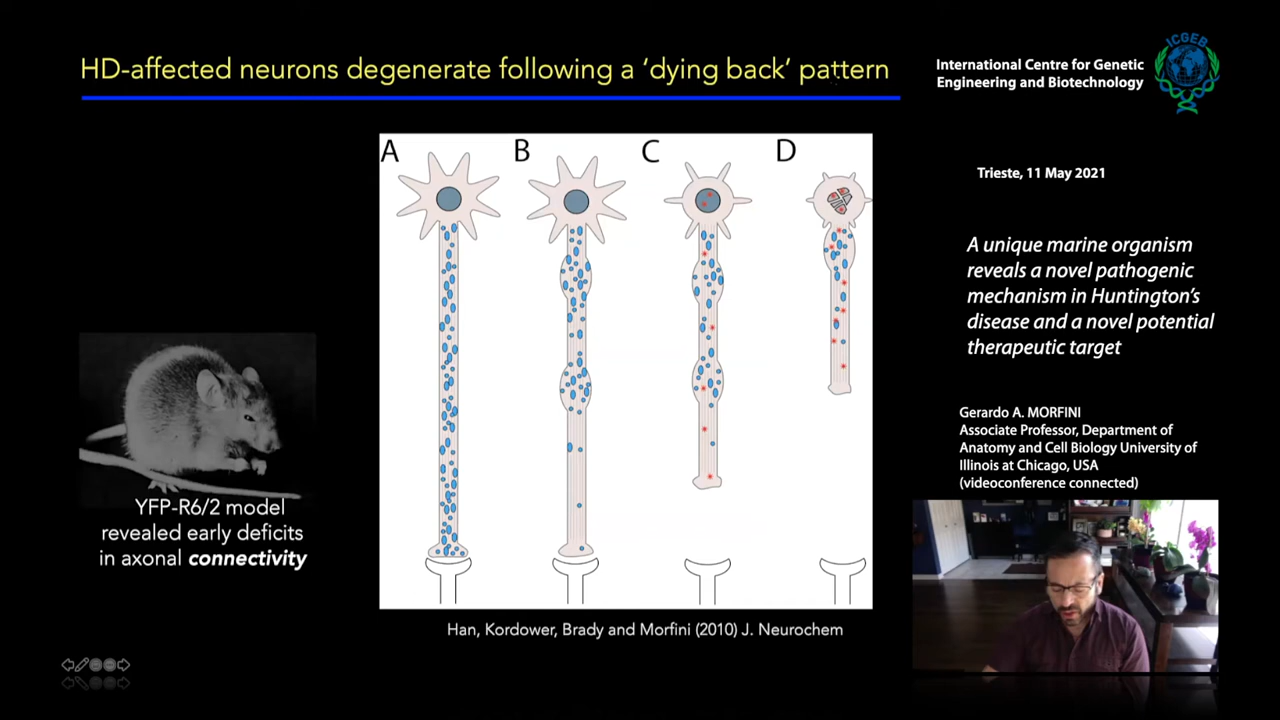 HD-affected neurons degenerate following a ‘dying back’ pattern
International Centre for Genetic
Engineering and Biotechnology
ICGEB
Trieste, 11 May 2021
A unique marine organism
reveals a novel pathogenic
mechanism in Huntington’s
disease and a novel potential
therapeutic target
Gerardo A. MORFINI
Associate Professor, Department of
Anatomy and Cell Biology University of
Illinois at Chicago, USA
(videoconference connected)
A
B
C
D
YFP-R6/2 model
revealed early deficits
in axonal connectivity
Han, Kordower, Brady and Morfini (2010) J. Neurochem